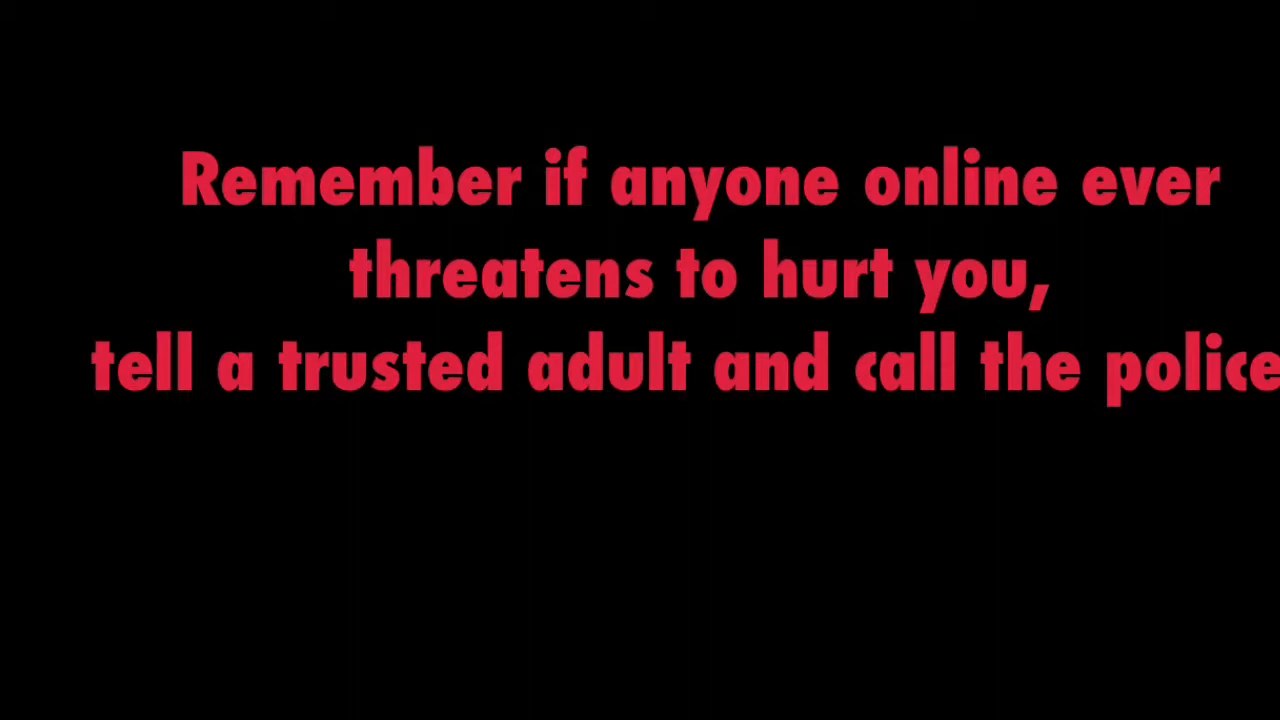 Remember if anyone online ever
threatens to hurt you,
tell a trusted adult and call the police